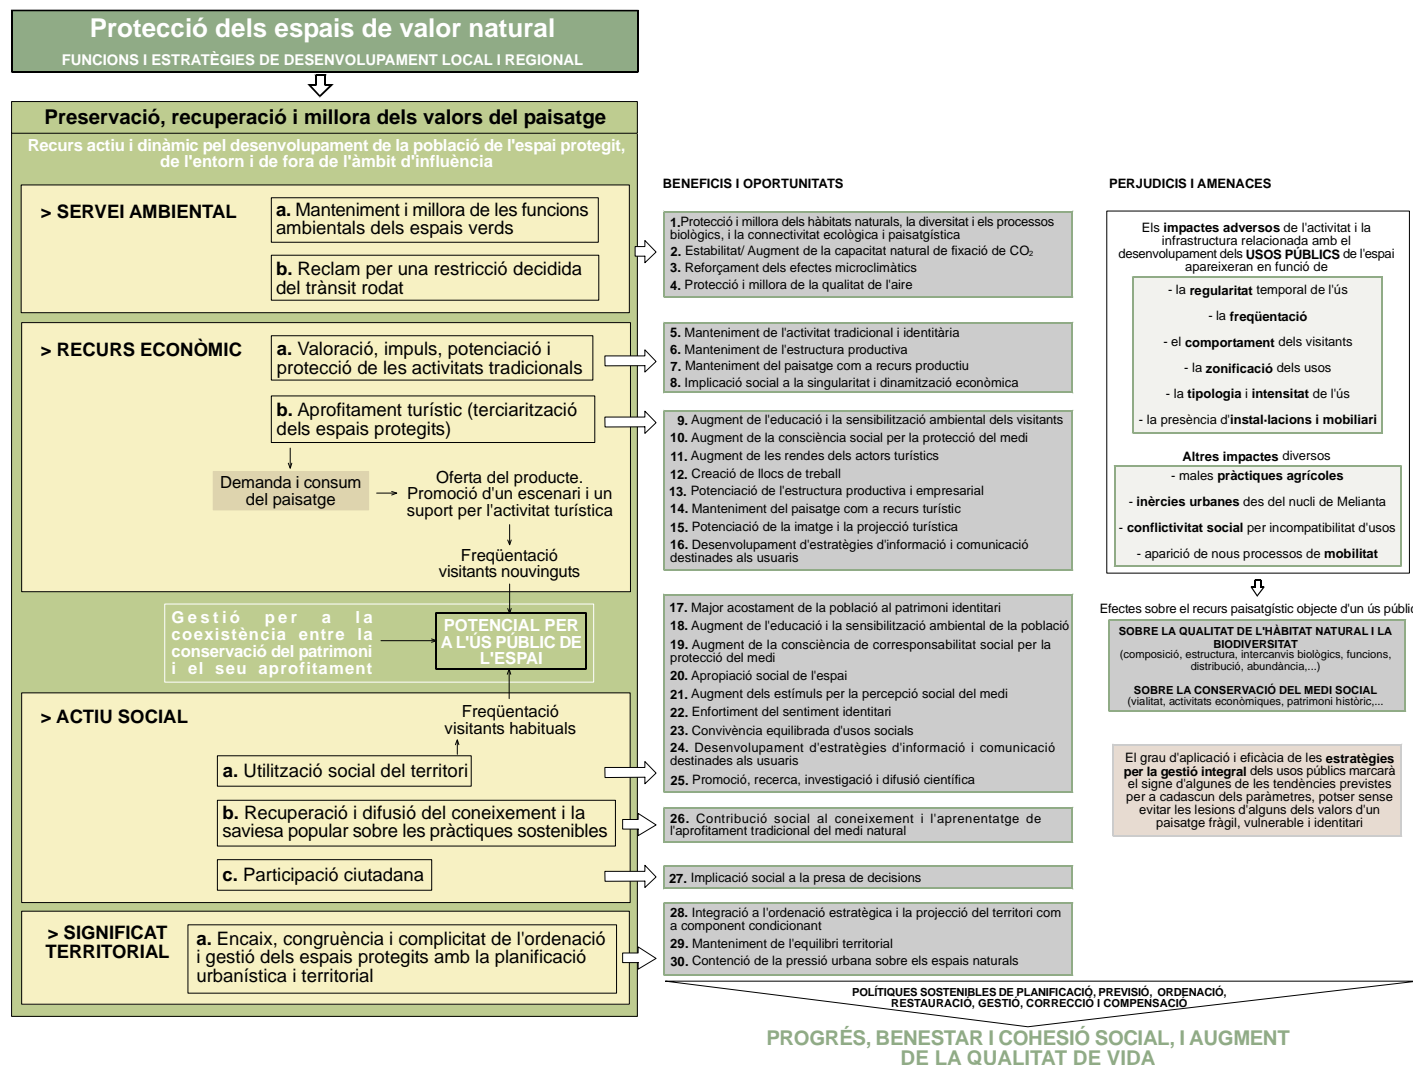 Protecció dels espais de valor natural
FUNCIONS I ESTRATÈGIES DE DESENVOLUPAMENT LOCAL I REGIONAL
Preservació, recuperació i millora dels valors del paisatge
Recurs actiu i dinàmic pel desenvolupament de la població de l'espai protegit,
de l'entorn i de fora de l'àmbit d'influència
> SERVEI AMBIENTAL
a. Manteniment i millora de les funcions
ambientals dels espais verds
b. Reclam per una restricció decidida
del trànsit rodat
> RECURS ECONÒMIC
a. Valoració, impuls, potenciació i
protecció de les activitats tradicionals
b. Aprofitament turístic (terciarització
dels espais protegits)
Demanda i consum
del paisatge
Oferta del producte.
Promoció d'un escenari i un
suport per l'activitat turística
Freqüentació
visitants nouvinguts
Gestió per a la
coexistència entre la
conservació del patrimoni
i el seu aprofitament
POTENCIAL PER
A L'ÚS PÚBLIC DE
L'ESPAI
> ACTIU SOCIAL
Freqüentació
visitants habituals
a. Utilització social del territori
b. Recuperació i difusió del coneixement i la
saviesa popular sobre les pràctiques sostenibles
c. Participació ciutadana
> SIGNIFICAT
TERRITORIAL
a. Encaix, congruència i complicitat de l'ordenació
i gestió dels espais protegits amb la planificació
urbanística i territorial
BENEFICIS I OPORTUNITATS
1.Protecció i millora dels hàbitats naturals, la diversitat i els processos
biològics, i la connectivitat ecològica i paisatgística
2. Estabilitat/ Augment de la capacitat natural de fixació de CO₂
3. Reforçament dels efectes microclimàtics
4. Protecció i millora de la qualitat de l'aire
5. Manteniment de l'activitat tradicional i identitària
6. Manteniment de l'estructura productiva
7. Manteniment del paisatge com a recurs productiu
8. Implicació social a la singularitat i dinamització econòmica
9. Augment de l'educació i la sensibilització ambiental dels visitants
10. Augment de la consciència social per la protecció del medi
11. Augment de les rendes dels actors turístics
12. Creació de llocs de treball
13. Potenciació de l'estructura productiva i empresarial
14. Manteniment del paisatge com a recurs turístic
15. Potenciació de la imatge i la projecció turística
16. Desenvolupament d'estratègies d'informació i comunicació
destinades als usuaris
17. Major acostament de la població al patrimoni identitari
18. Augment de l'educació i la sensibilització ambiental de la població
19. Augment de la consciència de corresponsabilitat social per la
protecció del medi
20. Apropiació social de l'espai
21. Augment dels estímuls per la percepció social del medi
22. Enfortiment del sentiment identitari
23. Convivència equilibrada d'usos socials
24. Desenvolupament d'estratègies d'informació i comunicació
destinades als usuaris
25. Promoció, recerca, investigació i difusió científica
26. Contribució social al coneixement i l'aprenentatge de
l'aprofitament tradicional del medi natural
27. Implicació social a la presa de decisions
28. Integració a l'ordenació estratègica i la projecció del territori com
a component condicionant
29. Manteniment de l'equilibri territorial
30. Contenció de la pressió urbana sobre els espais naturals
PERJUDICIS I AMENACES
Els impactes adversos de l'activitat i la
infrastructura relacionada amb el
desenvolupament dels USOS PÚBLICS de l'espai
apareixeran en funció de
- la regularitat temporal de l'ús
- la freqüentació
- el comportament dels visitants
- la zonificació dels usos
- la tipologia i intensitat de l'ús
- la presència d'instal·lacions i mobiliari
Altres impactes diversos
- males pràctiques agrícoles
- inèrcies urbanes des del nucli de Melianta
- conflictivitat social per incompatibilitat d'usos
- aparició de nous processos de mobilitat
Efectes sobre el recurs paisatgístic objecte d'un ús públic
SOBRE LA QUALITAT DE L'HÀBITAT NATURAL I LA
BIODIVERSITAT
(composició, estructura, intercanvis biològics, funcions,
distribució, abundància,...)
SOBRE LA CONSERVACIÓ DEL MEDI SOCIAL
(vialitat, activitats econòmiques, patrimoni històric,...
El grau d'aplicació i eficàcia de les estratègies
per la gestió integral dels usos públics marcarà
el signe d'algunes de les tendències previstes
per a cadascun dels paràmetres, potser sense
evitar les lesions d'alguns dels valors d'un
paisatge fràgil, vulnerable i identitari
POLÍTIQUES SOSTENIBLES DE PLANIFICACIÓ, PREVISIÓ, ORDENACIÓ,
RESTAURACIÓ, GESTIÓ, CORRECCIÓ I COMPENSACIÓ
PROGRÉS, BENESTAR I COHESIÓ SOCIAL, I AUGMENT
DE LA QUALITAT DE VIDA